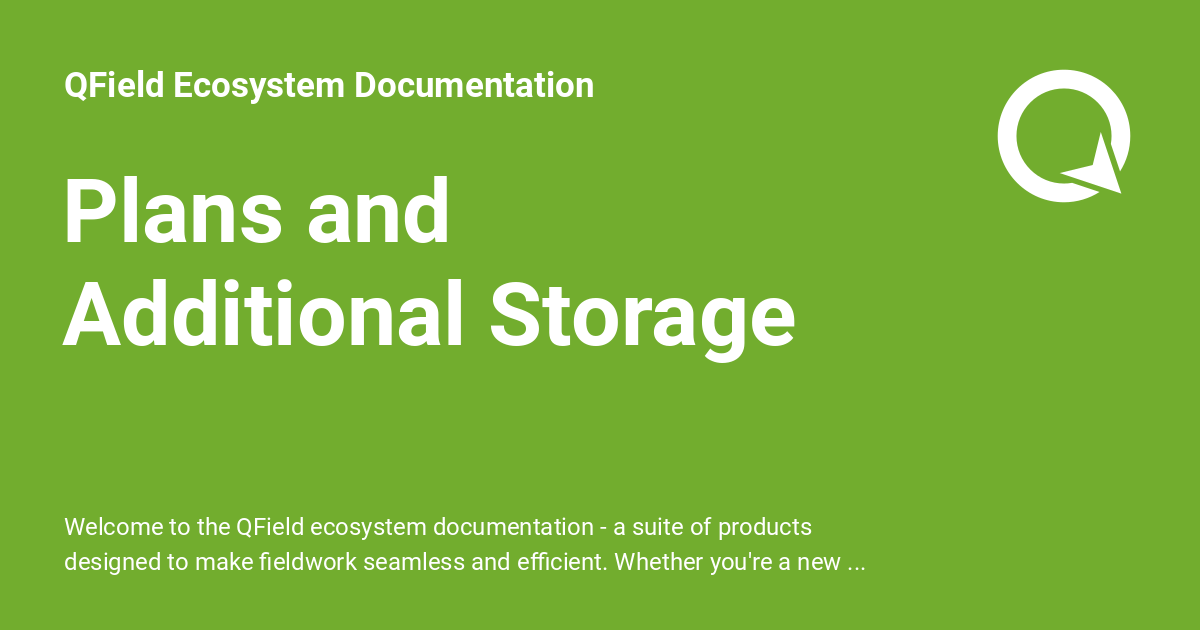 QField Ecosystem Documentation
Plans and
Additional Storage
Welcome to the QField ecosystem documentation - a suite of products
designed to make fieldwork seamless and efficient. Whether you're a new ...